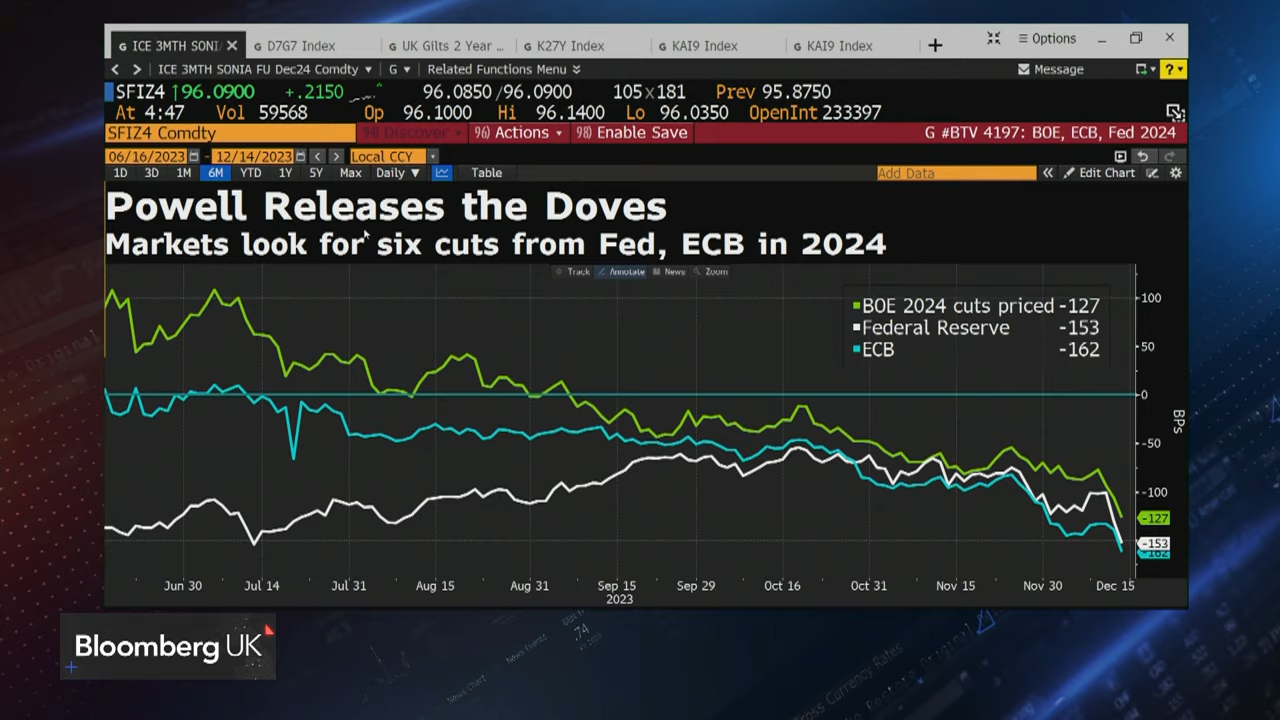 G ICE 3MTH SONI × G D7G7 Index G UK Gilts 2 Year ... G K27Y Index G KAI9 Index G KAI9 Index + Options
ICE 3MTH SONIA FU Dec24 Comdty G Related Functions Menu Message ?
SFIZ4 ↑96.0900 +.2150 96.0850/96.0900 105x181 Prev 95.8750
At 4:47 Vol 59568 Op 96.1000 Hi 96.1400 Lo 96.0350 OpenInt 233397
SFIZ4 Comdty 94) Discover 96) Actions 98) Enable Save G #BTV 4197: BOE, ECB, Fed 2024
06/16/2023 - 12/14/2023 Local CCY
1D 3D 1M 6M YTD 1Y 5Y Max Daily ▼ Table Add Data « Edit Chart
Powell Releases the Doves
Markets look for six cuts from Fed, ECB in 2024
Track Annotate News Zoom
BOE 2024 cuts priced -127
Federal Reserve -153
ECB -162
100
50
0
-50
-100
BPs
-127
-153
-162
Jun 30 Jul 14 Jul 31 Aug 15 Aug 31 Sep 15 Sep 29 Oct 16 Oct 31 Nov 15 Nov 30 Dec 15
2023
Bloomberg UK